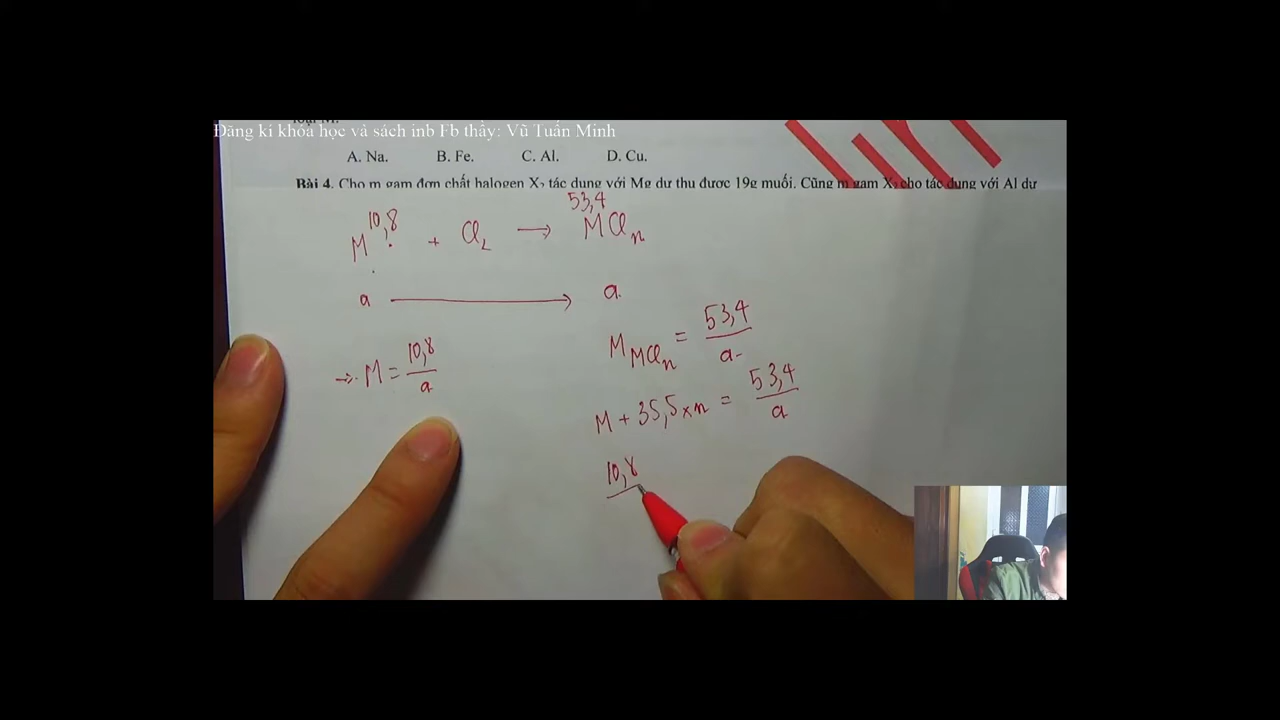 Đăng kí khóa học và sách inb Fb thầy: Vũ Tuấn Minh
A. Na. B. Fe. C. Al. D. Cu.
Bài 4. Cho m gam đơn chất halogen X₂ tác dụng với Mg dư thu được 19g muối. Cũng m gam X₂ cho tác dụng với Al dư
10,8 53,4
M + Cl₂ → MClₙ
a → a
M_MClₙ = 53,4/a
→ M = 10,8/a
M + 35,5 x n = 53,4/a
10,8